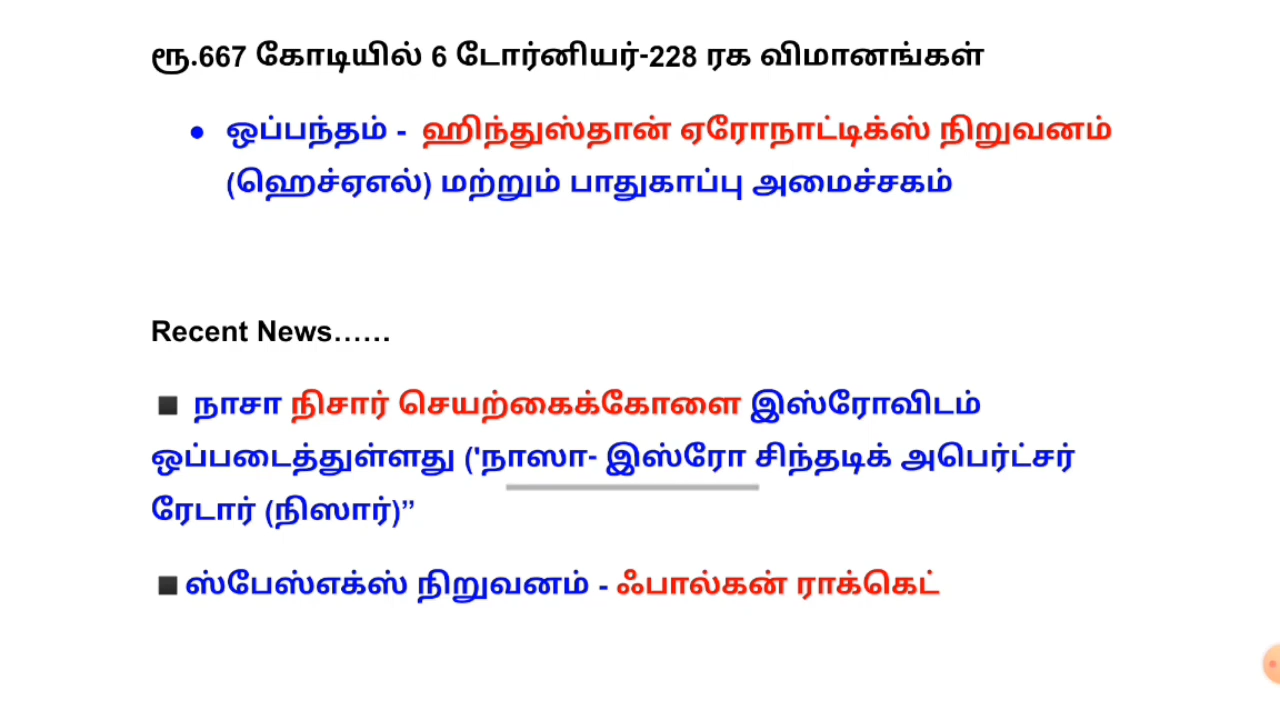 ரூ.667 கோடியில் 6 டோர்னியர்-228 ரக விமானங்கள்
● ஒப்பந்தம் - ஹிந்துஸ்தான் ஏரோநாட்டிக்ஸ் நிறுவனம்
(ஹெச்ஏஎல்) மற்றும் பாதுகாப்பு அமைச்சகம்
Recent News......
◾ நாசா நிசார் செயற்கைக்கோளை இஸ்ரோவிடம்
ஒப்படைத்துள்ளது ('நாஸா- இஸ்ரோ சிந்தடிக் அபெர்ட்சர்
ரேடார் (நிஸார்)”
◾ஸ்பேஸ்எக்ஸ் நிறுவனம் - ஃபால்கன் ராக்கெட்